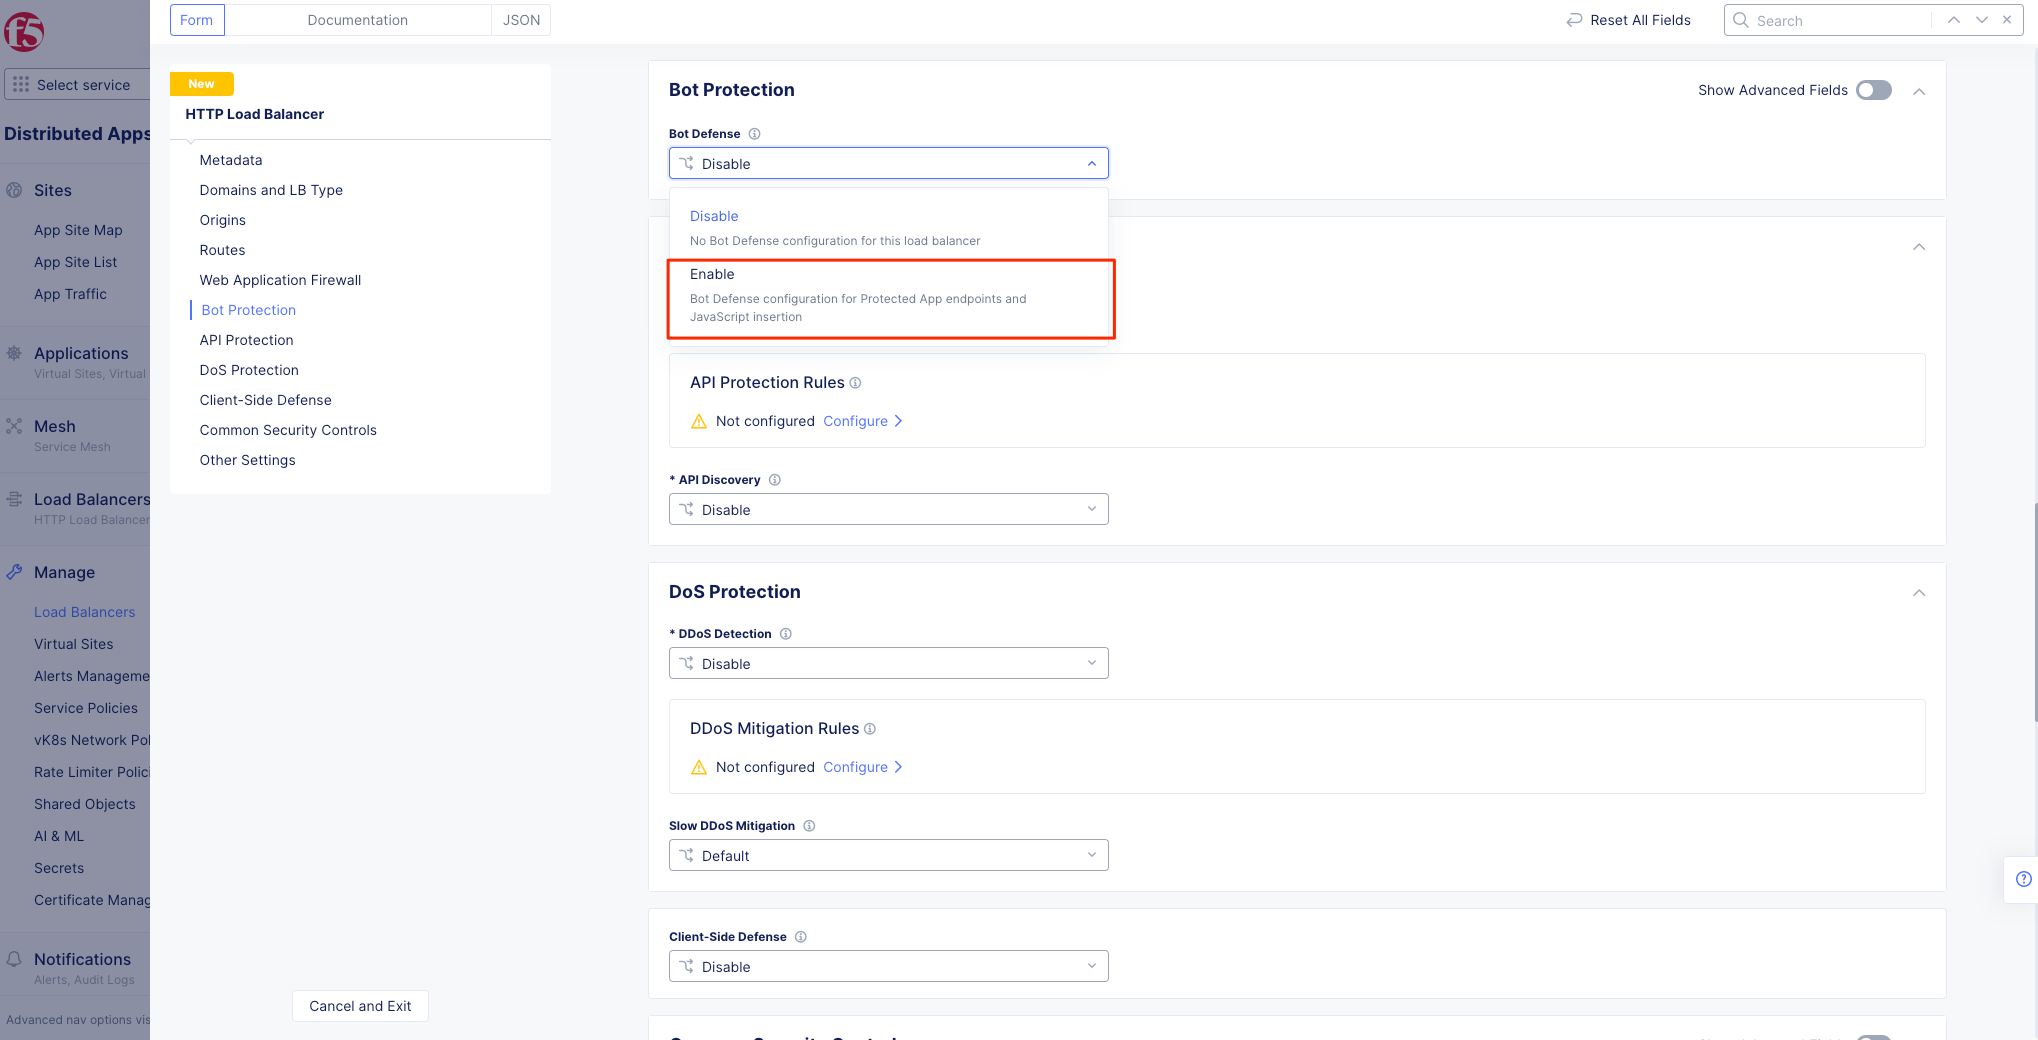 f5
Select service
Distributed Apps
Sites
App Site Map
App Site List
App Traffic
Applications
Virtual Sites, Virtual
Mesh
Service Mesh
Load Balancers
HTTP Load Balancer
Manage
Load Balancers
Virtual Sites
Alerts Manageme
Service Policies
vK8s Network Pol
Rate Limiter Polici
Shared Objects
AI & ML
Secrets
Certificate Manag
Notifications
Alerts, Audit Logs
Advanced nav options vis
Form
Documentation
JSON
Reset All Fields
Search
New
HTTP Load Balancer
Metadata
Domains and LB Type
Origins
Routes
Web Application Firewall
Bot Protection
API Protection
DoS Protection
Client-Side Defense
Common Security Controls
Other Settings
Cancel and Exit
Bot Protection
Show Advanced Fields
Bot Defense
Disable
Disable
No Bot Defense configuration for this load balancer
Enable
Bot Defense configuration for Protected App endpoints and
JavaScript insertion
API Protection Rules
Not configured Configure
* API Discovery
Disable
DoS Protection
* DDoS Detection
Disable
DDoS Mitigation Rules
Not configured Configure
Slow DDoS Mitigation
Default
Client-Side Defense
Disable